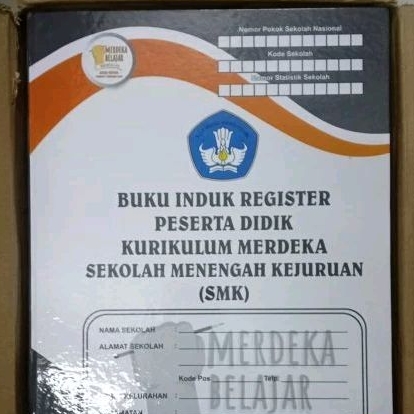 Nomor Pokok Sekolah Nasional
MERDEKA
BELAJAR
Kode Sekolah
Nomor Statistik Sekolah
BUKU INDUK REGISTER
PESERTA DIDIK
KURIKULUM MERDEKA
SEKOLAH MENENGAH KEJURUAN
(SMK)
NAMA SEKOLAH :
ALAMAT SEKOLAH :
MERDEKA
Kode Pos Telp.
BELAJAR
KELURAHAN :